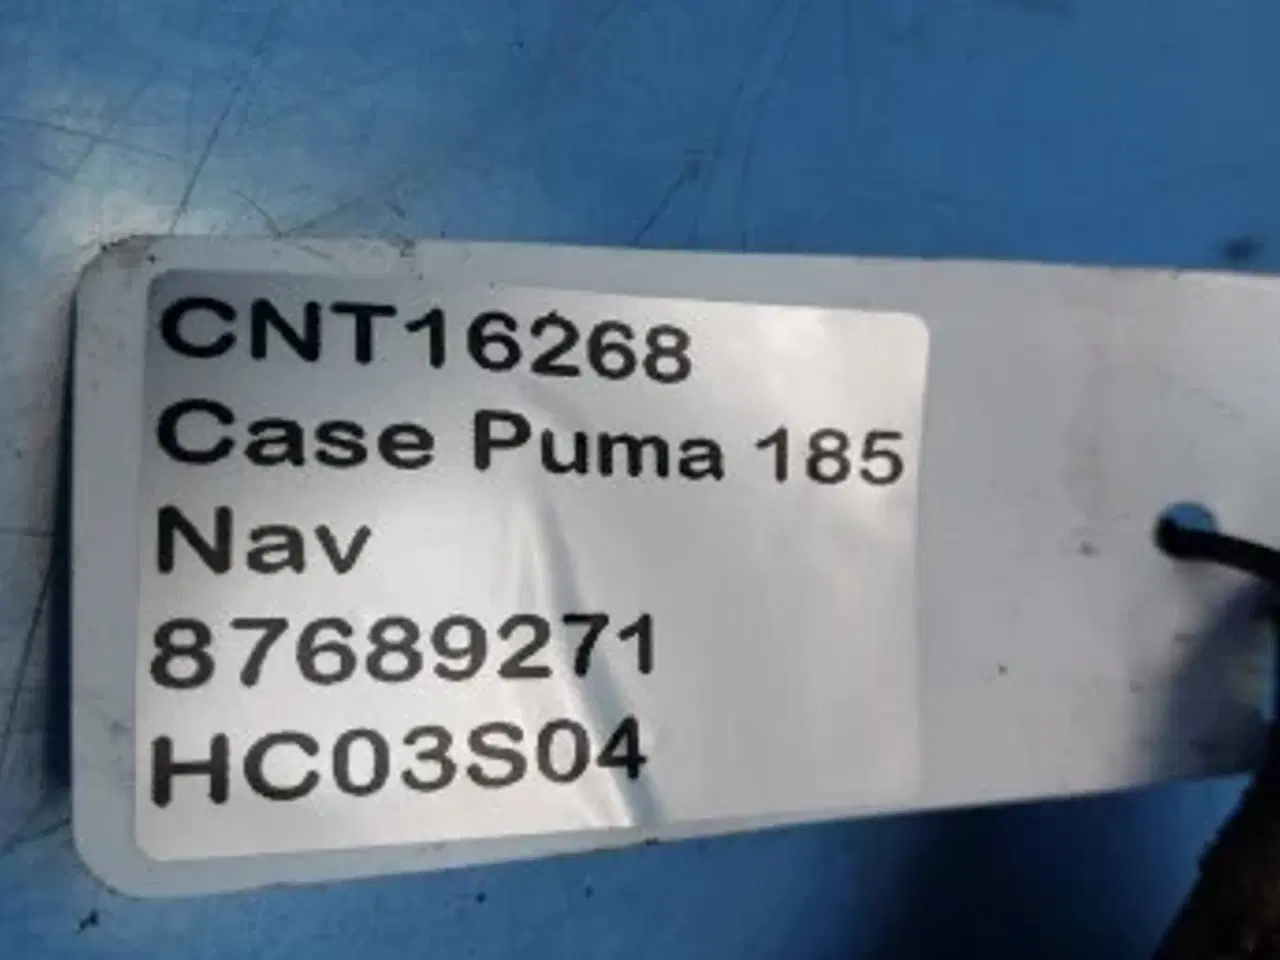 CNT16268
Case Puma 185
Nav
87689271
HC03S04